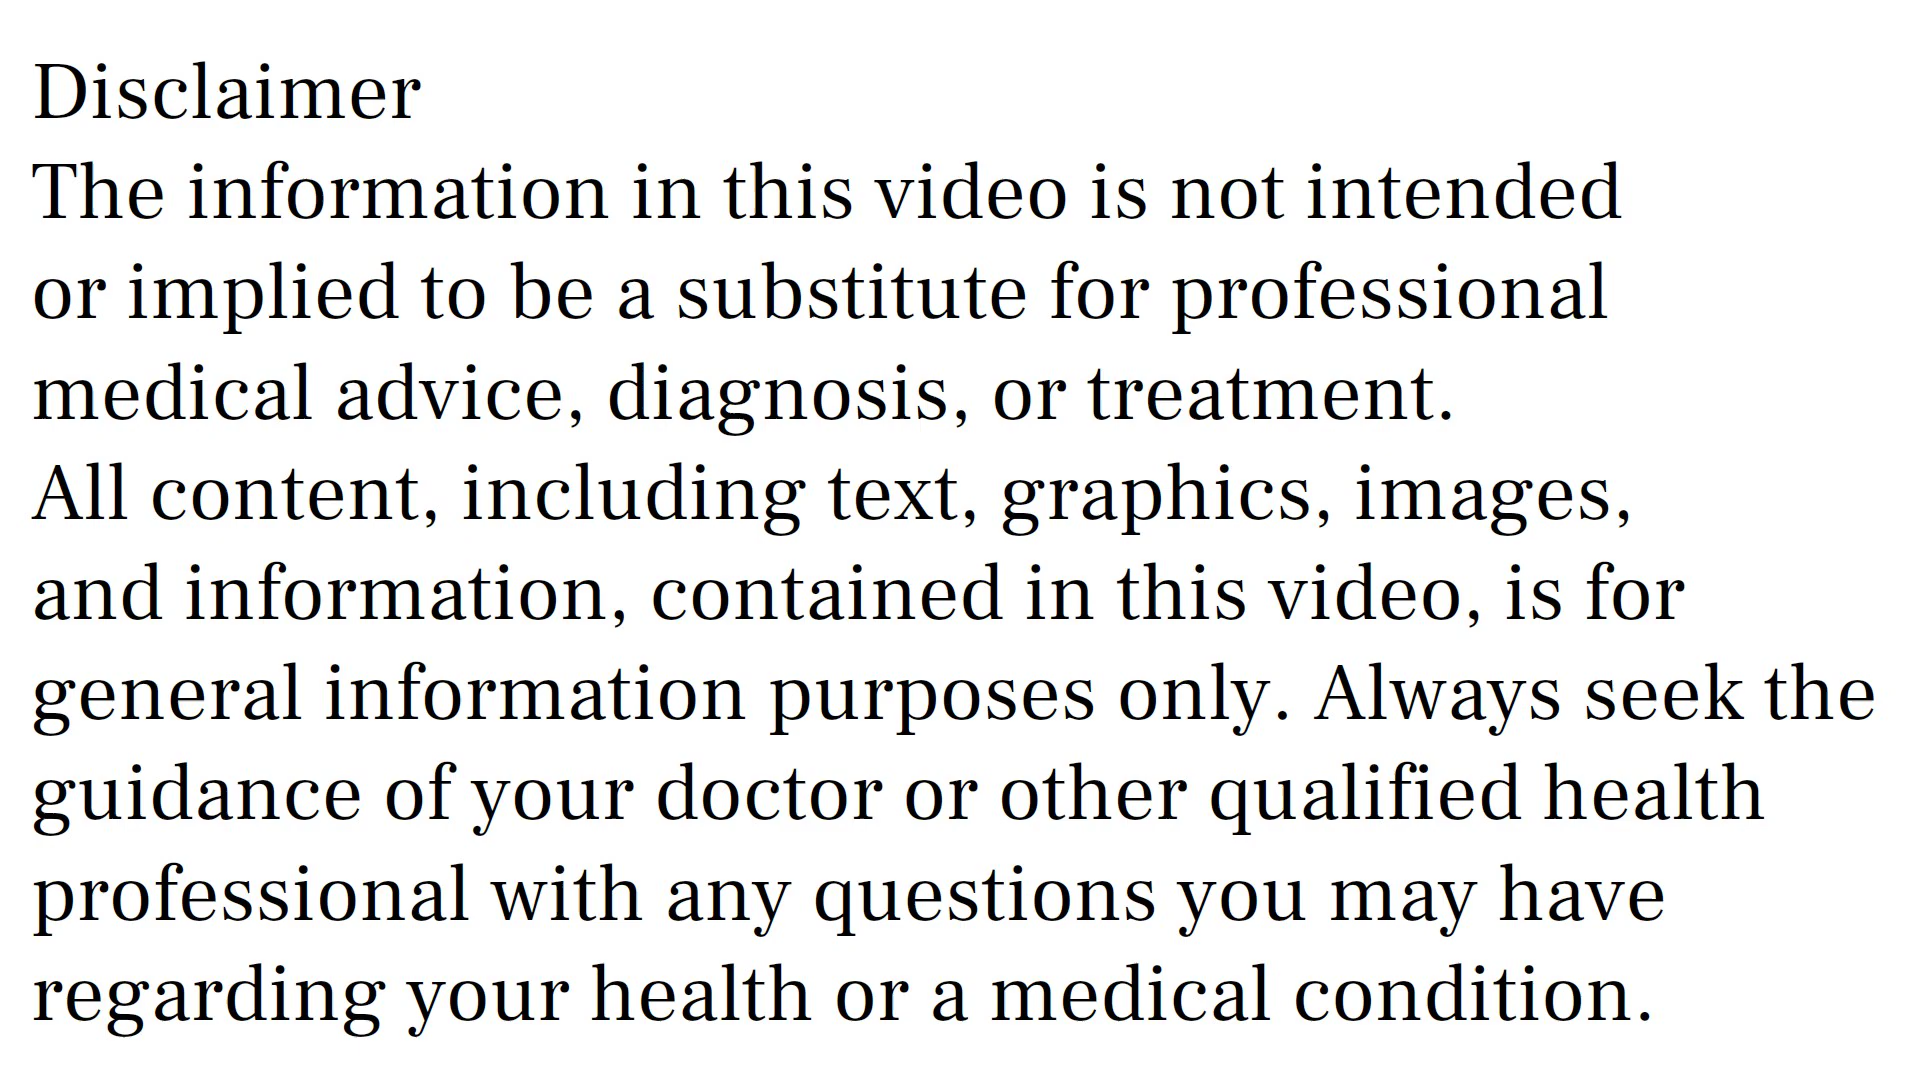 Disclaimer
The information in this video is not intended
or implied to be a substitute for professional
medical advice, diagnosis, or treatment.
All content, including text, graphics, images,
and information, contained in this video, is for
general information purposes only. Always seek the
guidance of your doctor or other qualified health
professional with any questions you may have
regarding your health or a medical condition.